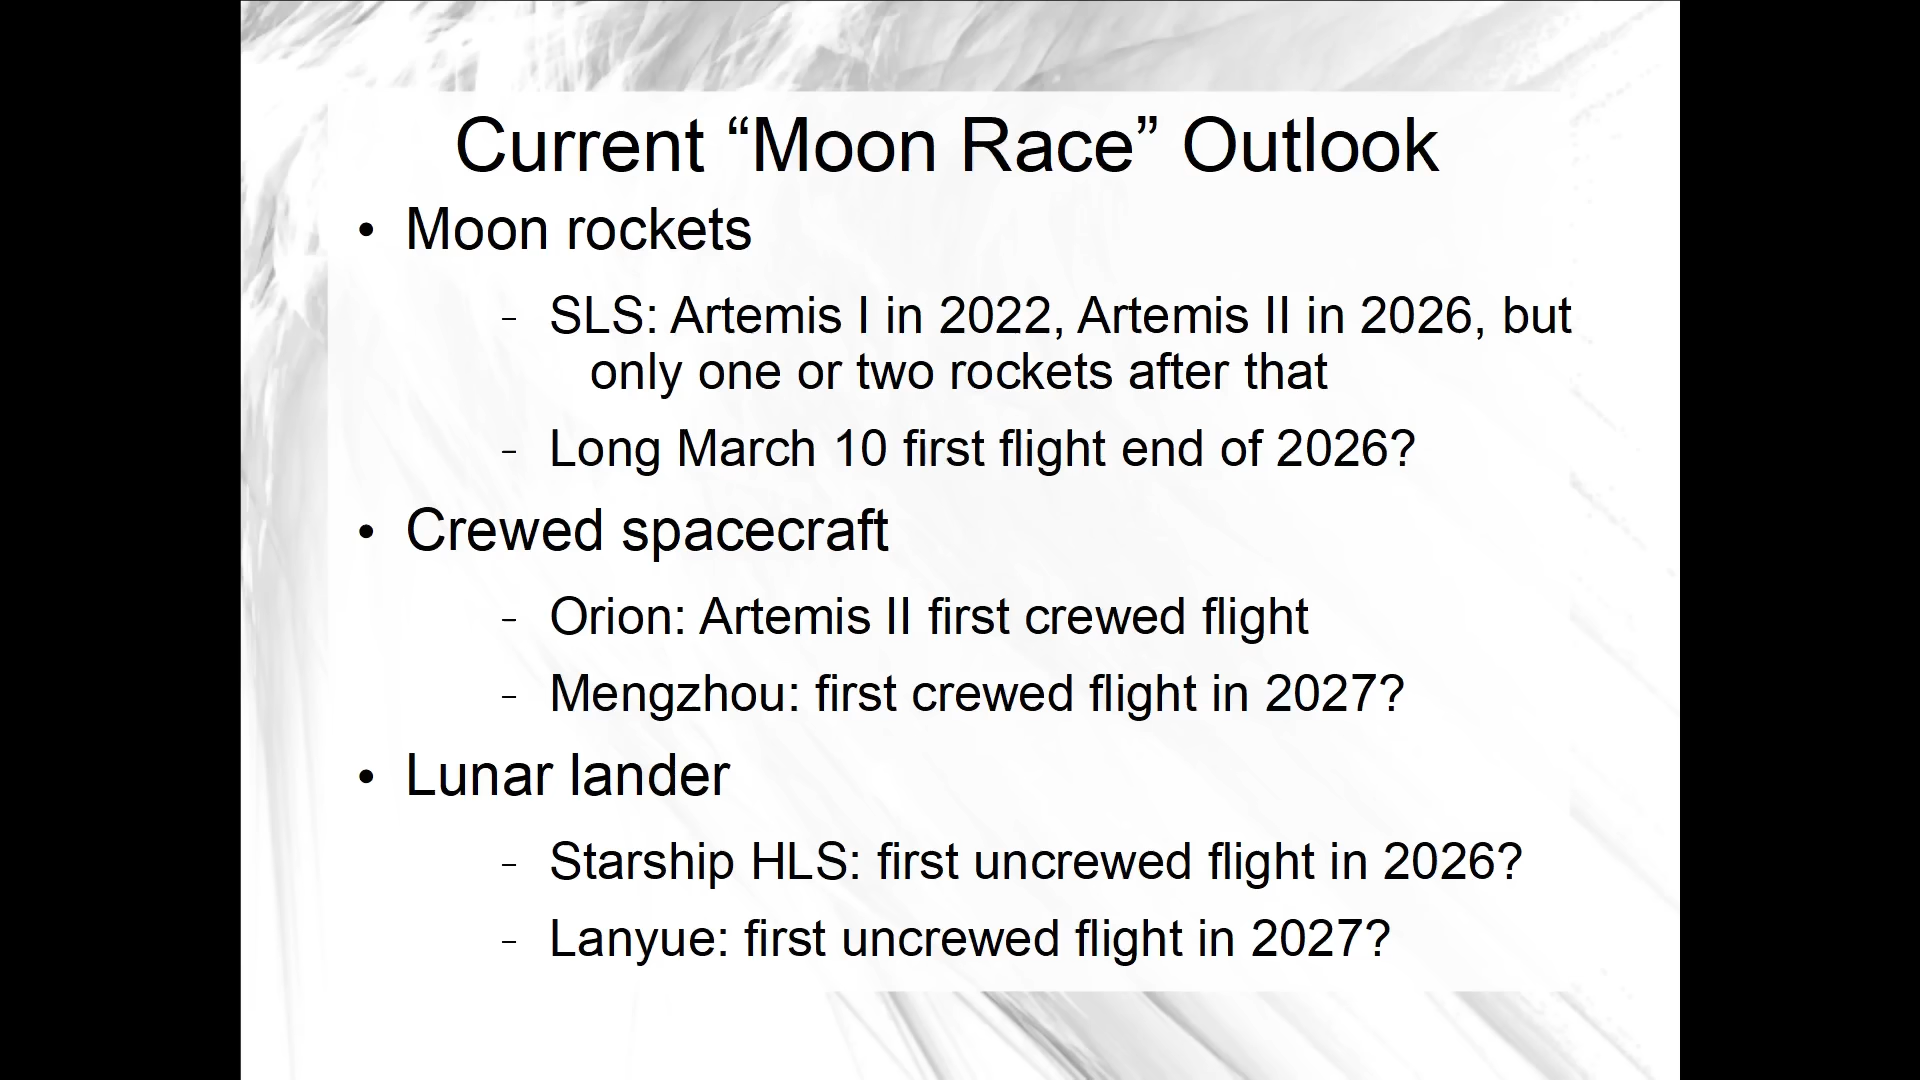 Current “Moon Race” Outlook
• Moon rockets
– SLS: Artemis I in 2022, Artemis II in 2026, but
only one or two rockets after that
– Long March 10 first flight end of 2026?
• Crewed spacecraft
– Orion: Artemis II first crewed flight
– Mengzhou: first crewed flight in 2027?
• Lunar lander
– Starship HLS: first uncrewed flight in 2026?
– Lanyue: first uncrewed flight in 2027?